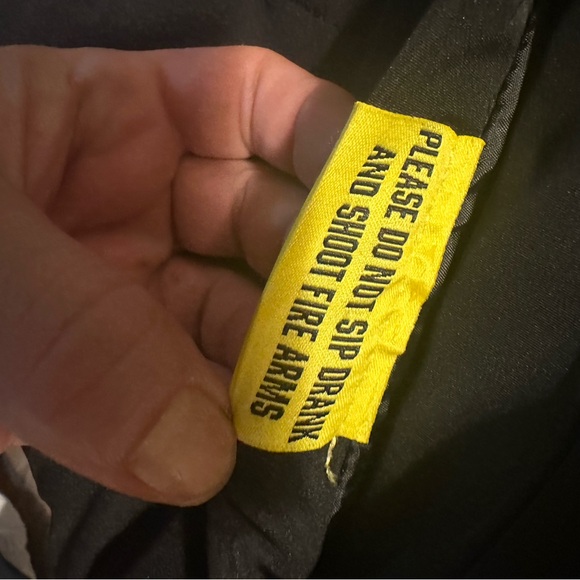 PLEASE DO NOT SIP DRANK
AND SHOOT FIRE ARMS